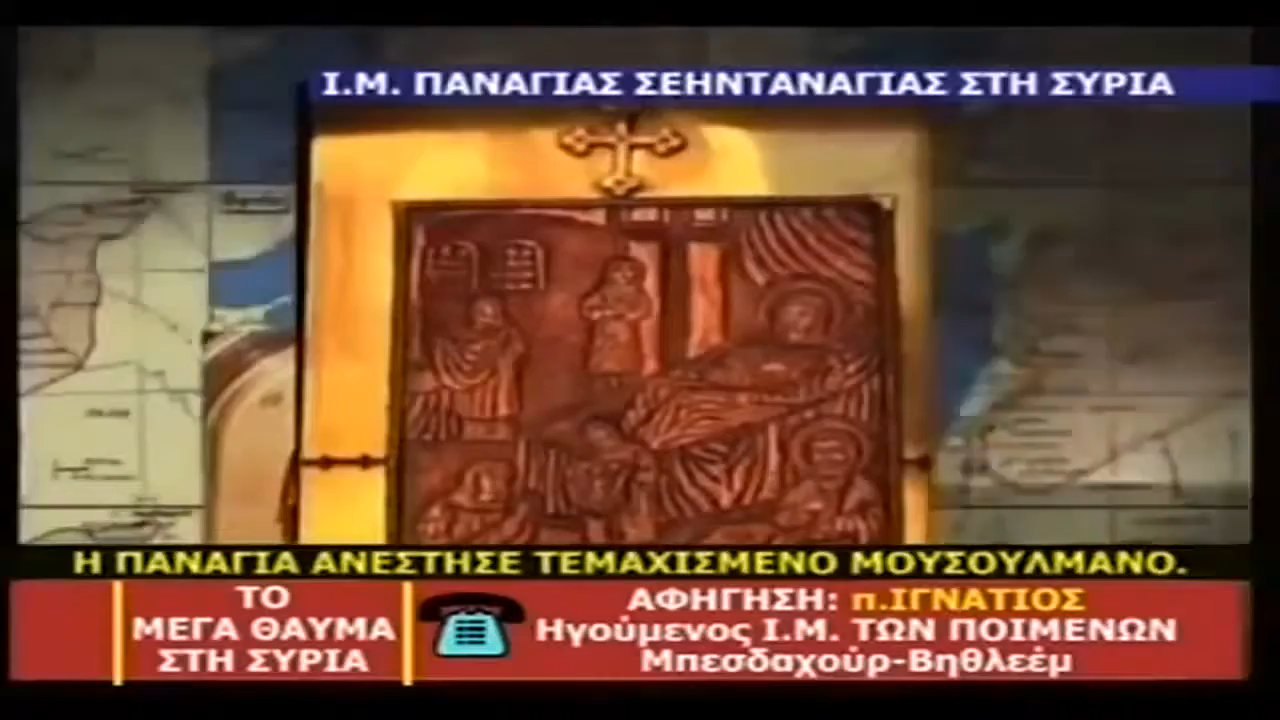 Ι.Μ. ΠΑΝΑΓΙΑΣ ΣΕΗΝΤΑΝΑΓΙΑΣ ΣΤΗ ΣΥΡΙΑ
Η ΠΑΝΑΓΙΑ ΑΝΕΣΤΗΣΕ ΤΕΜΑΧΙΣΜΕΝΟ ΜΟΥΣΟΥΛΜΑΝΟ.
ΤΟ
ΜΕΓΑ ΘΑΥΜΑ
ΣΤΗ ΣΥΡΙΑ
ΑΦΗΓΗΣΗ: π.ΙΓΝΑΤΙΟΣ
Ηγούμενος Ι.Μ. ΤΩΝ ΠΟΙΜΕΝΩΝ
Μπεσδαχούρ-Βηθλεέμ